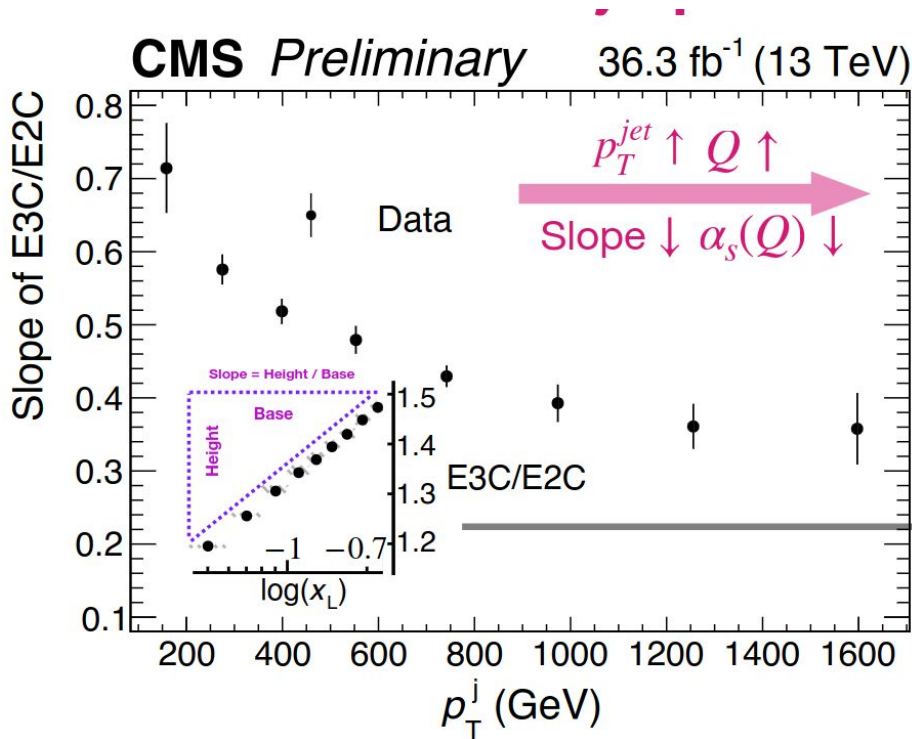 CMS Preliminary 36.3 fb⁻¹ (13 TeV)
Slope of E3C/E2C
0.8
0.7
0.6
0.5
0.4
0.3
0.2
0.1
p_T^{jet} ↑ Q ↑
Slope ↓ α_s(Q) ↓
Data
Slope = Height / Base
Base
Height
1.5
1.4
1.3
1.2
E3C/E2C
−1 −0.7
log(x_L)
200 400 600 800 1000 1200 1400 1600
p_T^j (GeV)